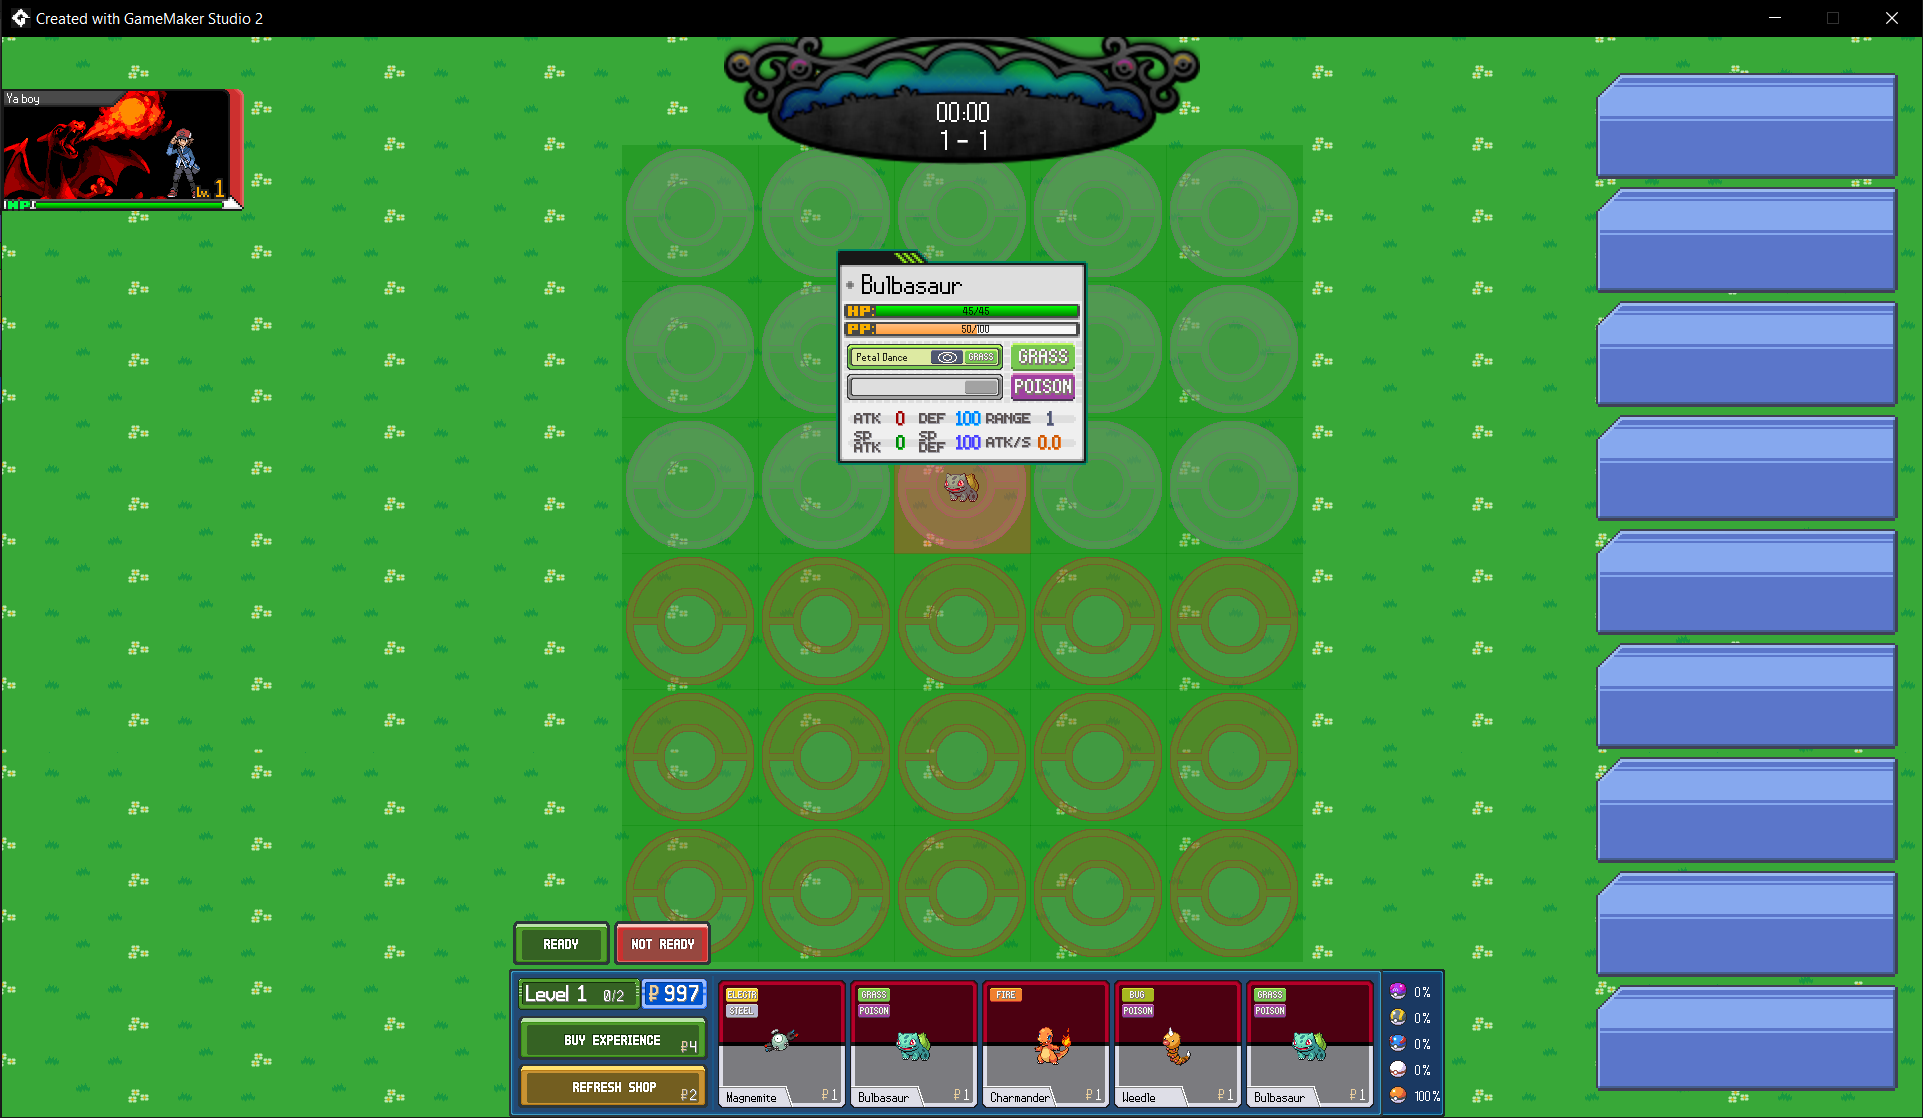 Created with GameMaker Studio 2
Ya boy
Lv. 1
HP
00:00
1 - 1
Bulbasaur
HP: 45/45
PP: 50/100
Petal Dance GRASS GRASS
POISON
ATK 0 DEF 100 RANGE 1
SP ATK 0 SP DEF 100 ATK/S 0.0
READY NOT READY
Level 1 0/2 ₽ 997
BUY EXPERIENCE ₽4
REFRESH SHOP ₽2
ELECTR
STEEL
Magnemite ₽1
GRASS
POISON
Bulbasaur ₽1
FIRE
Charmander ₽1
BUG
POISON
Weedle ₽1
GRASS
POISON
Bulbasaur ₽1
0%
0%
0%
0%
100%